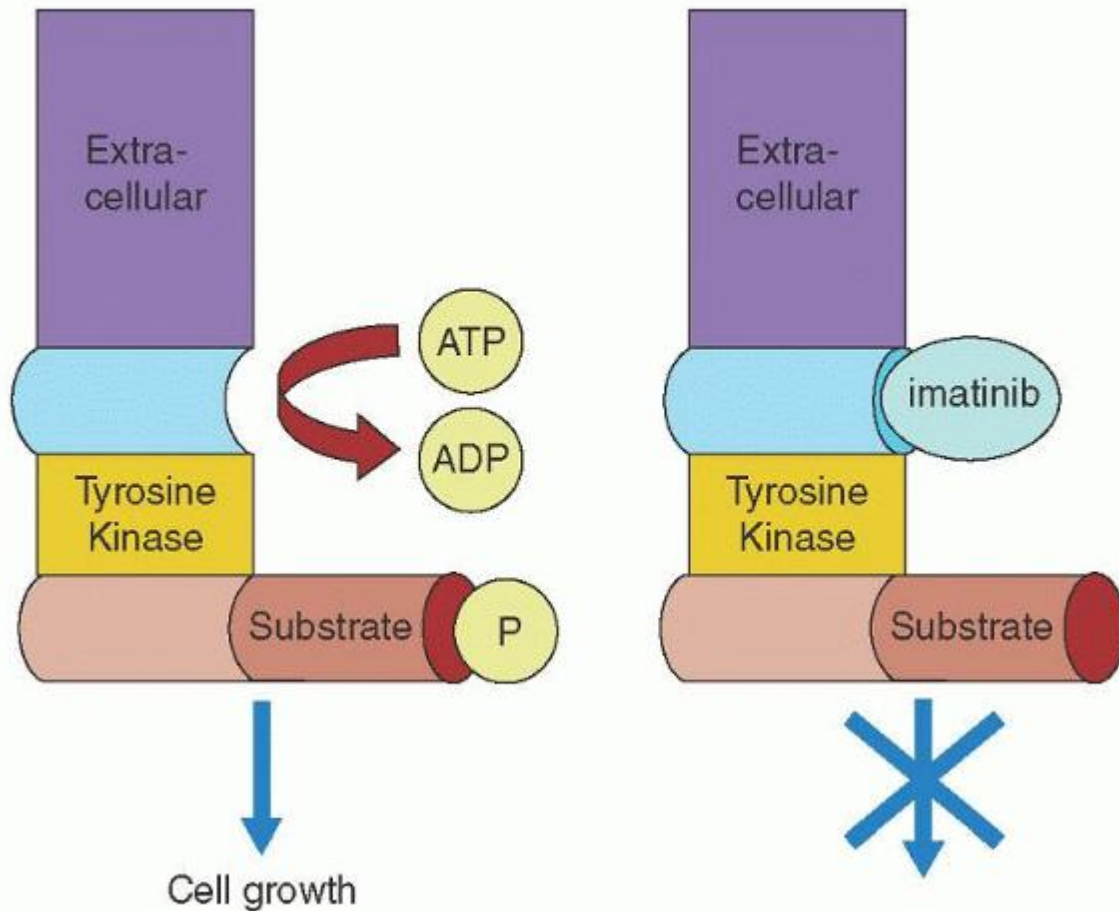 Extra-
cellular
ATP
ADP
Tyrosine
Kinase
Substrate
P
Cell growth
Extra-
cellular
imatinib
Tyrosine
Kinase
Substrate